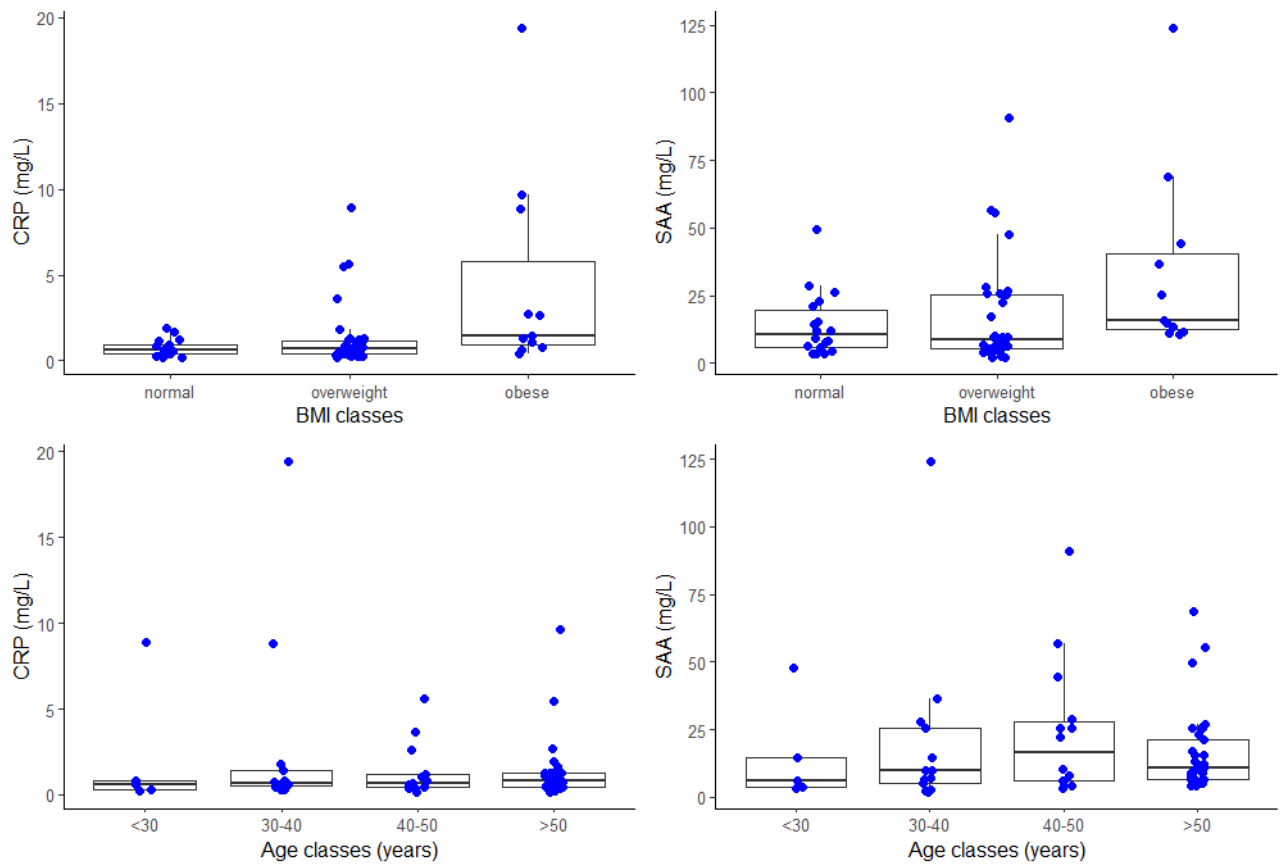 20
15
10
5
0
CRP (mg/L)
normal overweight obese
BMI classes
125
100
75
50
25
0
SAA (mg/L)
normal overweight obese
BMI classes
20
15
10
5
0
CRP (mg/L)
<30 30-40 40-50 >50
Age classes (years)
125
100
75
50
25
0
SAA (mg/L)
<30 30-40 40-50 >50
Age classes (years)